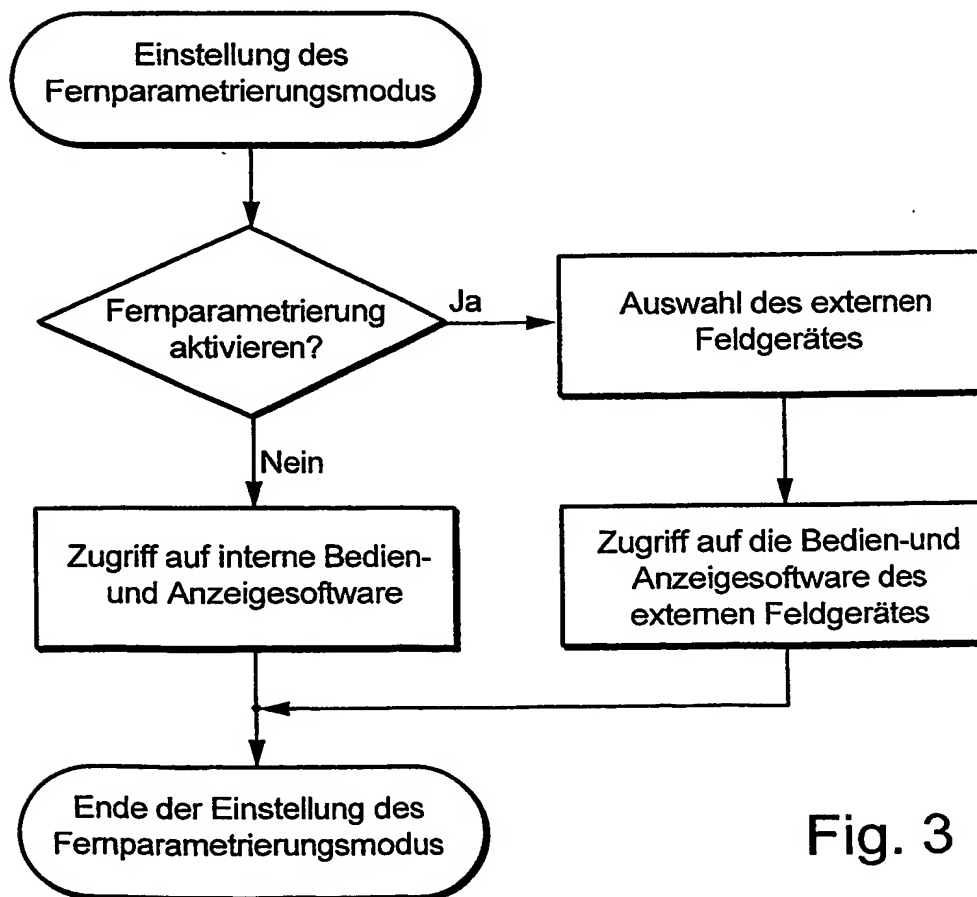 Einstellung des
Fernparametrierungsmodus
Fernparametrierung
aktivieren?
Ja
Auswahl des externen
Feldgerätes
Nein
Zugriff auf interne Bedien-
und Anzeigesoftware
Zugriff auf die Bedien-und
Anzeigesoftware des
externen Feldgerätes
Ende der Einstellung des
Fernparametrierungsmodus
Fig. 3